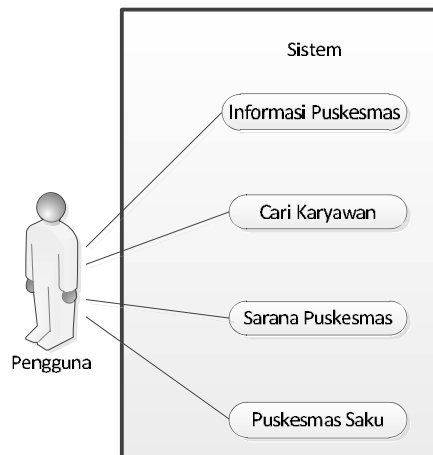 Sistem
Informasi Puskesmas
Cari Karyawan
Sarana Puskesmas
Pengguna
Puskesmas Saku